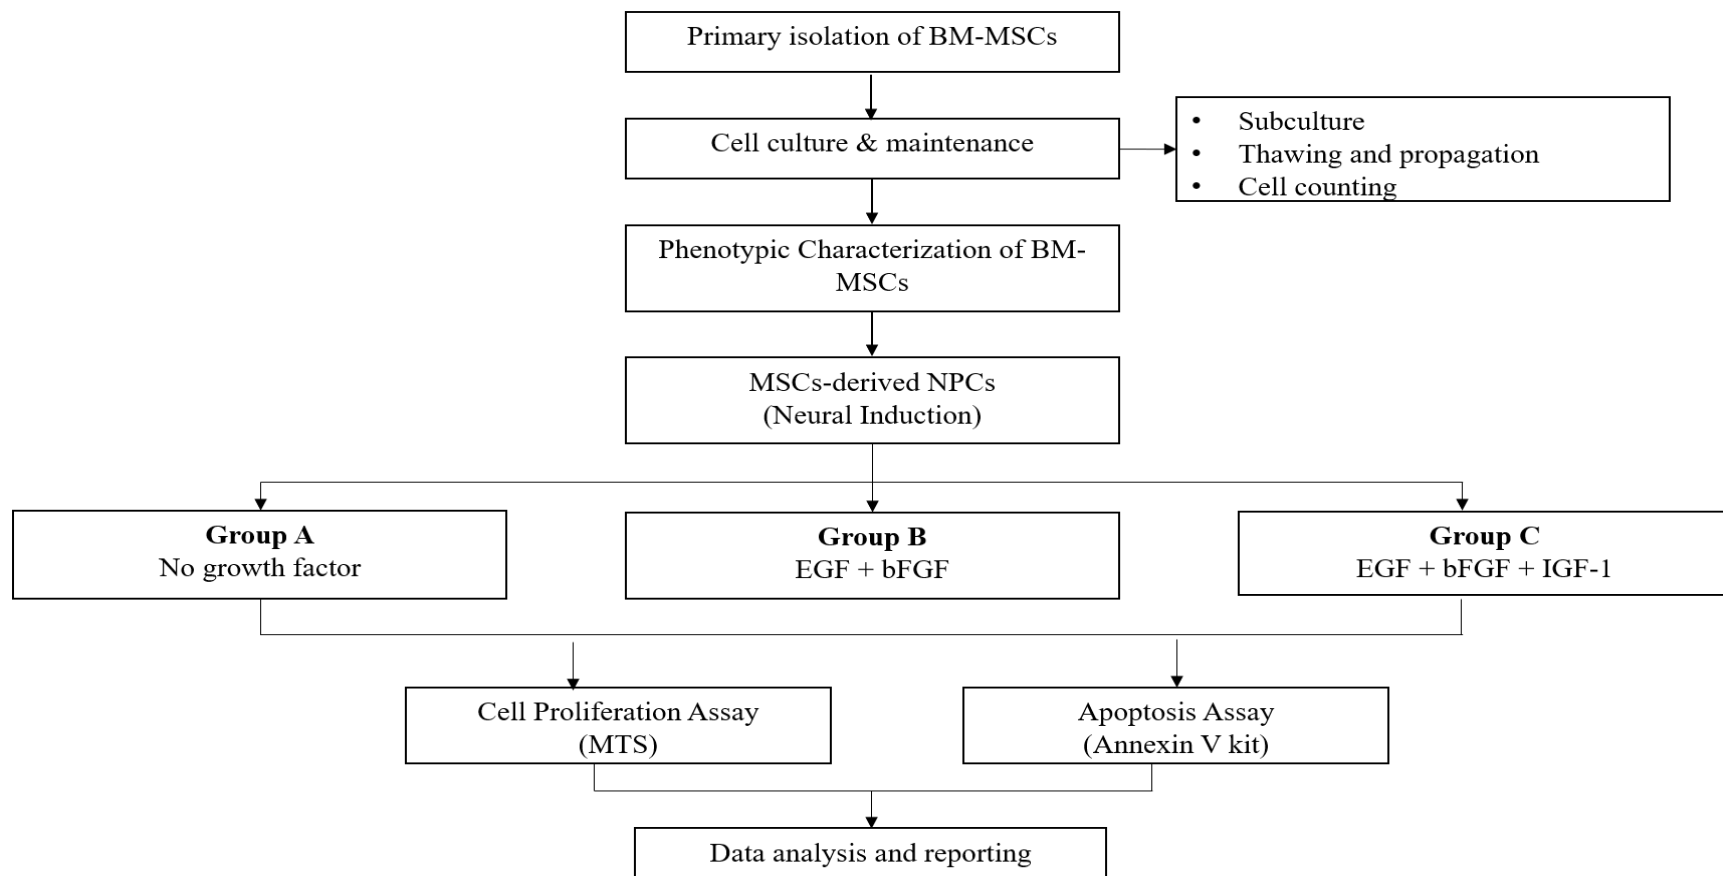 Primary isolation of BM-MSCs
Cell culture & maintenance
• Subculture
• Thawing and propagation
• Cell counting
Phenotypic Characterization of BM-
MSCs
MSCs-derived NPCs
(Neural Induction)
Group A
No growth factor
Group B
EGF + bFGF
Group C
EGF + bFGF + IGF-1
Cell Proliferation Assay
(MTS)
Apoptosis Assay
(Annexin V kit)
Data analysis and reporting